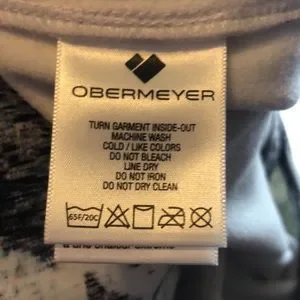 OBERMEYER
TURN GARMENT INSIDE-OUT
MACHINE WASH
COLD / LIKE COLORS
DO NOT BLEACH
LINE DRY
DO NOT IRON
DO NOT DRY CLEAN
65F/20C